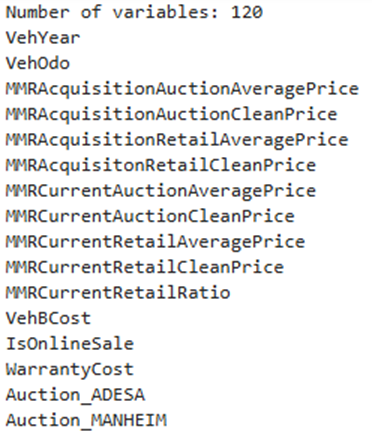 Number of variables: 120
VehYear
VehOdo
MMRAcquisitionAuctionAveragePrice
MMRAcquisitionAuctionCleanPrice
MMRAcquisitionRetailAveragePrice
MMRAcquisitonRetailCleanPrice
MMRCurrentAuctionAveragePrice
MMRCurrentAuctionCleanPrice
MMRCurrentRetailAveragePrice
MMRCurrentRetailCleanPrice
MMRCurrentRetailRatio
VehBCost
IsOnlineSale
WarrantyCost
Auction_ADESA
Auction_MANHEIM